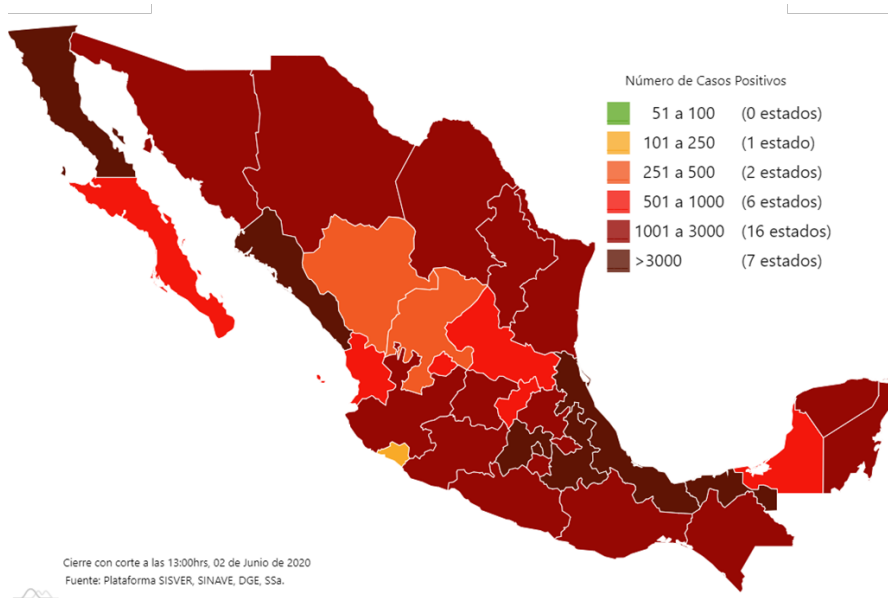 Número de Casos Positivos
51 a 100 (0 estados)
101 a 250 (1 estado)
251 a 500 (2 estados)
501 a 1000 (6 estados)
1001 a 3000 (16 estados)
>3000 (7 estados)
Cierre con corte a las 13:00hrs, 02 de Junio de 2020
Fuente: Plataforma SISVER, SINAVE, DGE, SSa.